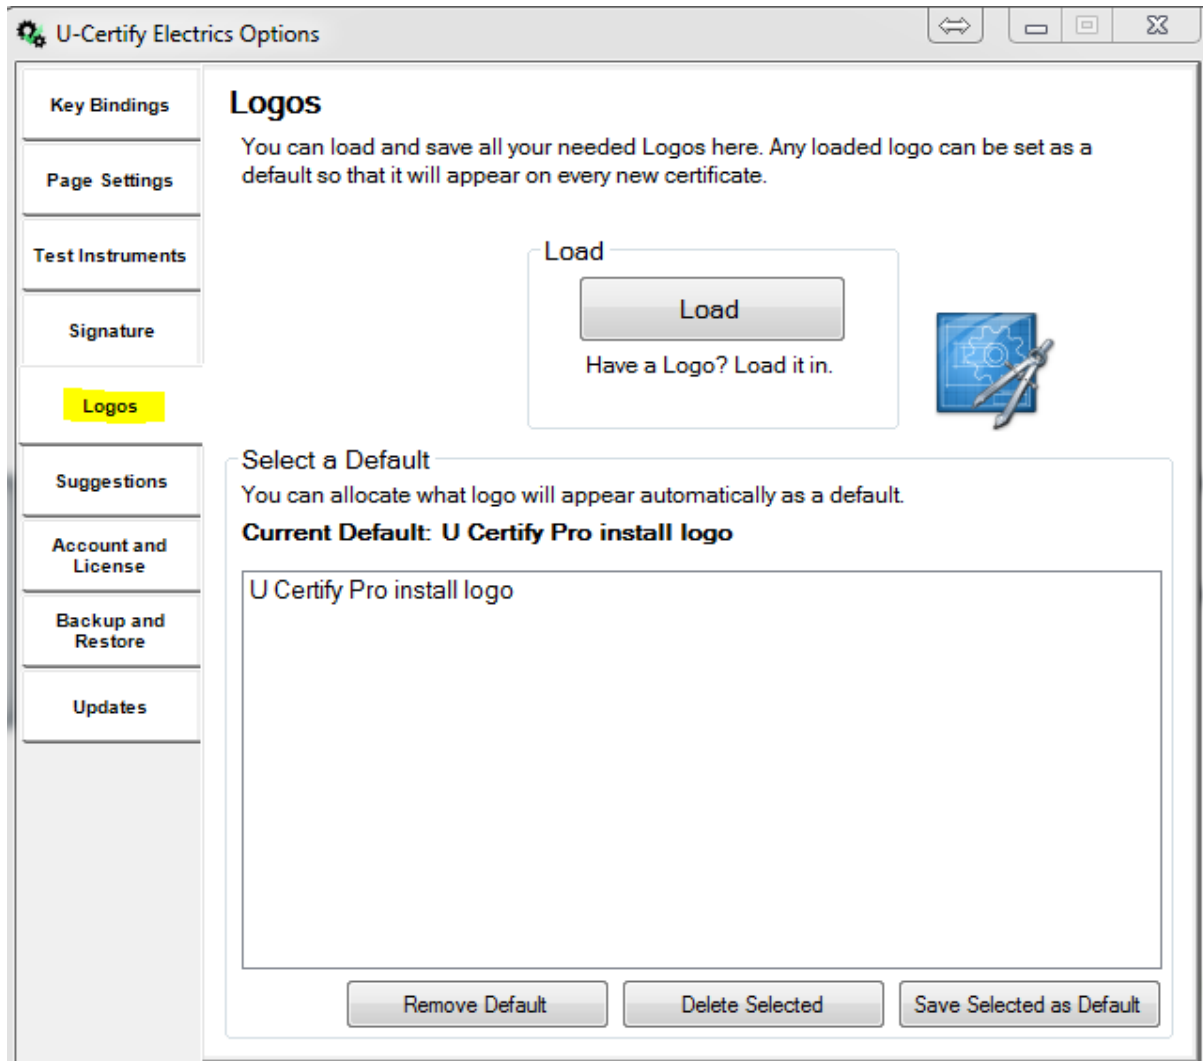 U-Certify Electrics Options
Key Bindings
Page Settings
Test Instruments
Signature
Logos
Suggestions
Account and
License
Backup and
Restore
Updates
Logos
You can load and save all your needed Logos here. Any loaded logo can be set as a
default so that it will appear on every new certificate.
Load
Load
Have a Logo? Load it in.
Select a Default
You can allocate what logo will appear automatically as a default.
Current Default: U Certify Pro install logo
U Certify Pro install logo
Remove Default
Delete Selected
Save Selected as Default